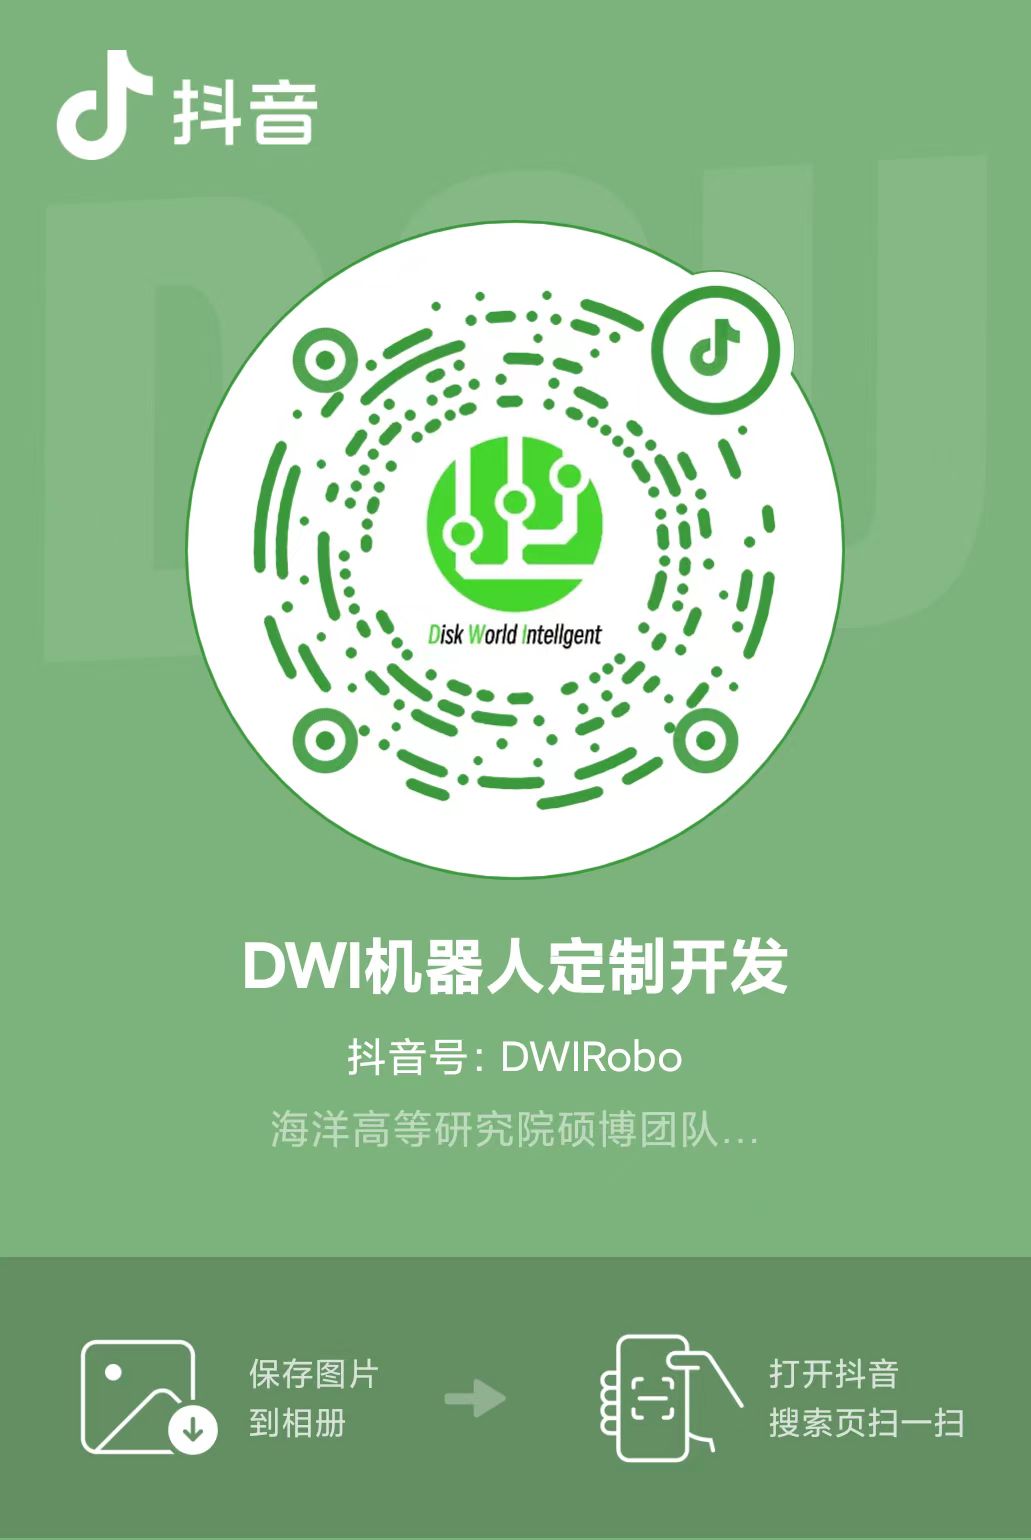 抖音
DOU
Disk World Intellgent
DWI机器人定制开发
抖音号：DWIRobo
海洋高等研究院硕博团队...
保存图片
到相册
打开抖音
搜索页扫一扫